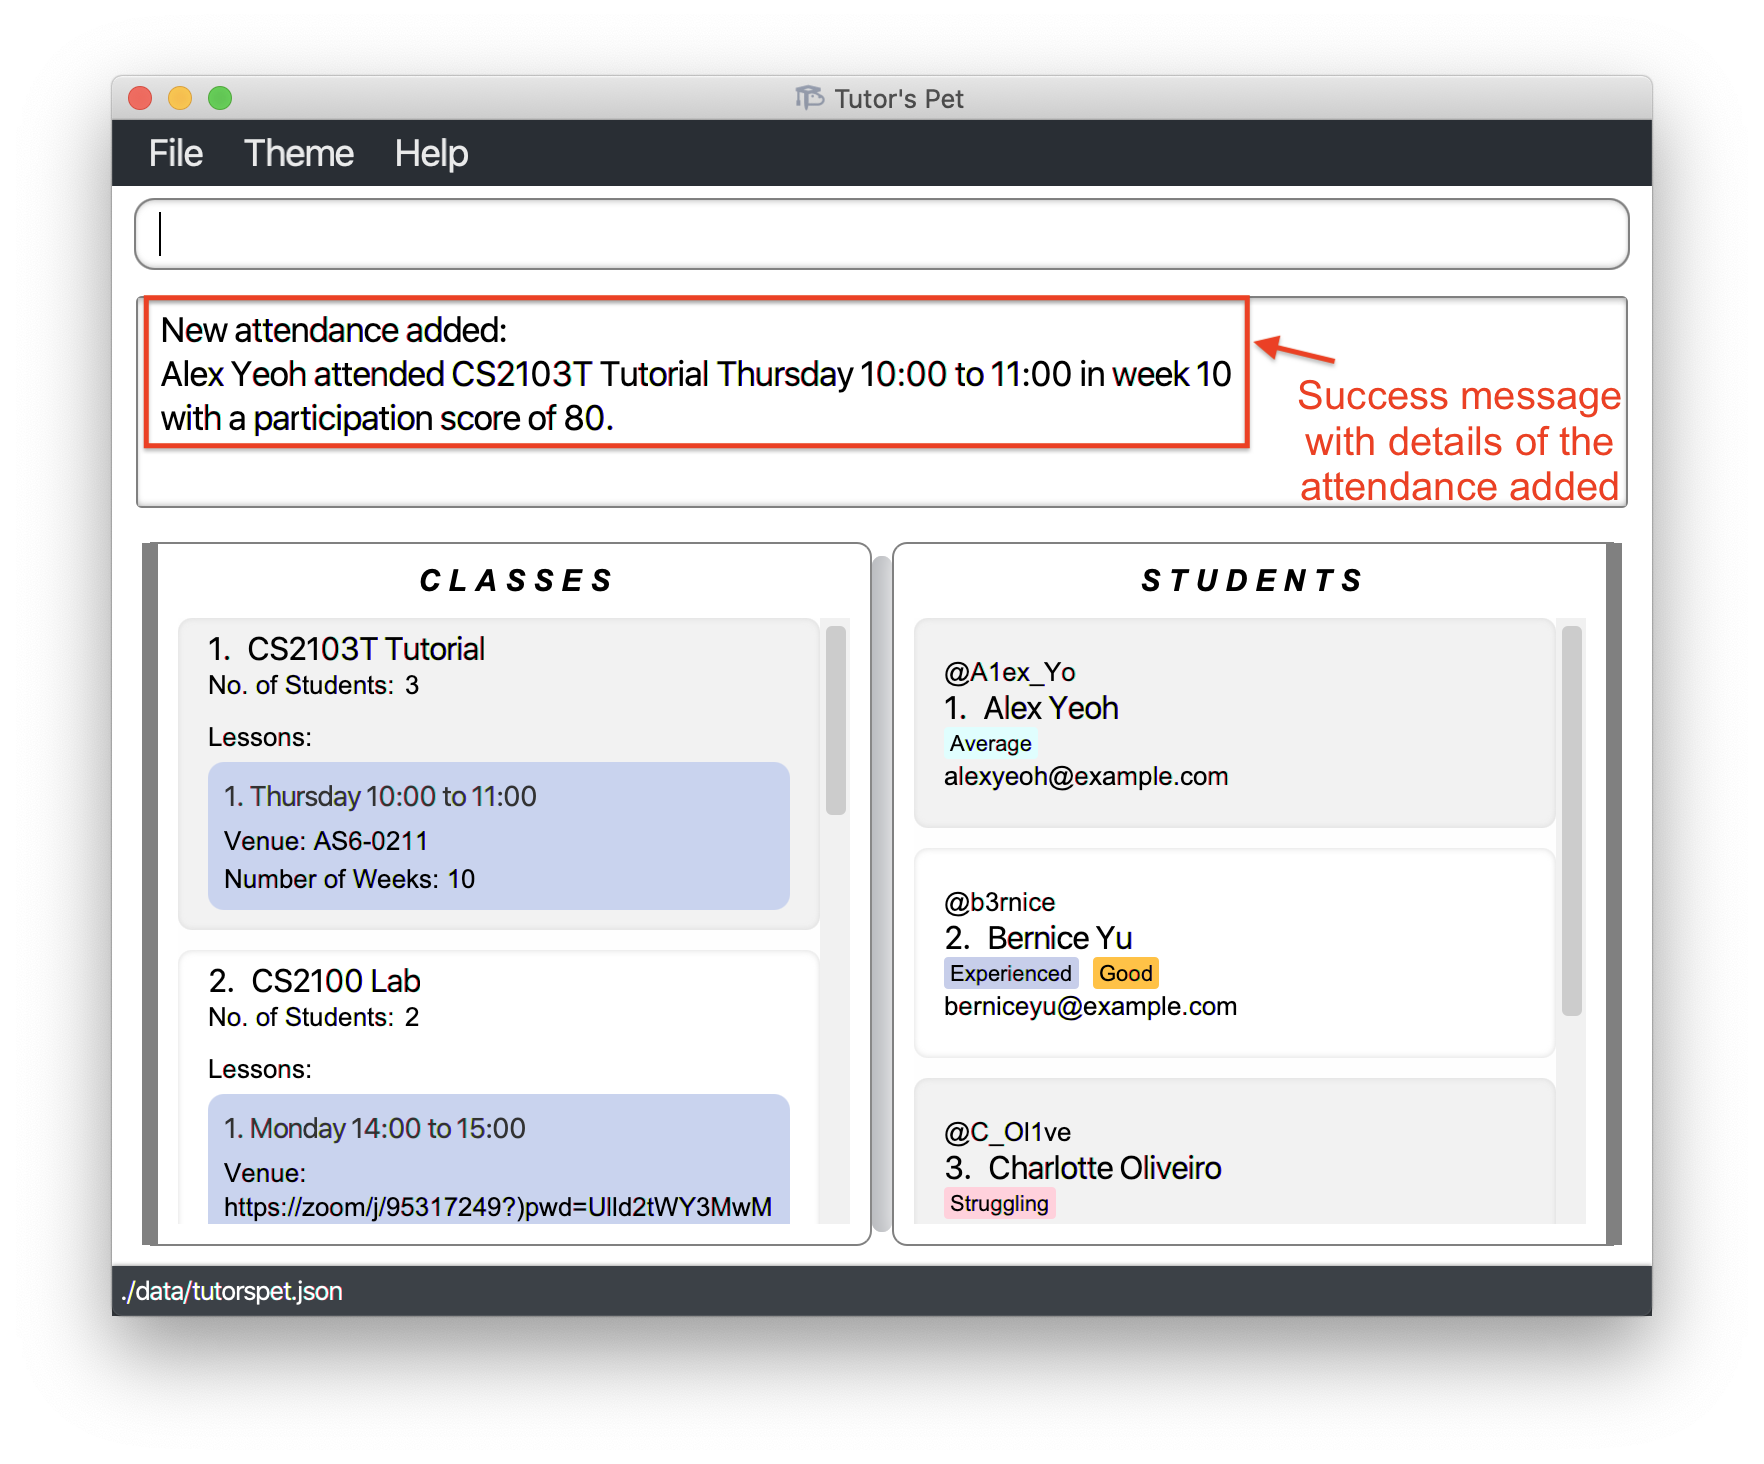 Tutor's Pet
File Theme Help
New attendance added:
Alex Yeoh attended CS2103T Tutorial Thursday 10:00 to 11:00 in week 10
with a participation score of 80.
Success message
with details of the
attendance added
CLASSES
1. CS2103T Tutorial
No. of Students: 3
Lessons:
1. Thursday 10:00 to 11:00
Venue: AS6-0211
Number of Weeks: 10
2. CS2100 Lab
No. of Students: 2
Lessons:
1. Monday 14:00 to 15:00
Venue:
https://zoom/j/95317249?)pwd=Ulld2tWY3MwM
STUDENTS
@A1ex_Yo
1. Alex Yeoh
Average
alexyeoh@example.com
@b3rnice
2. Bernice Yu
Experienced Good
berniceyu@example.com
@C_Ol1ve
3. Charlotte Oliveiro
Struggling
./data/tutorspet.json